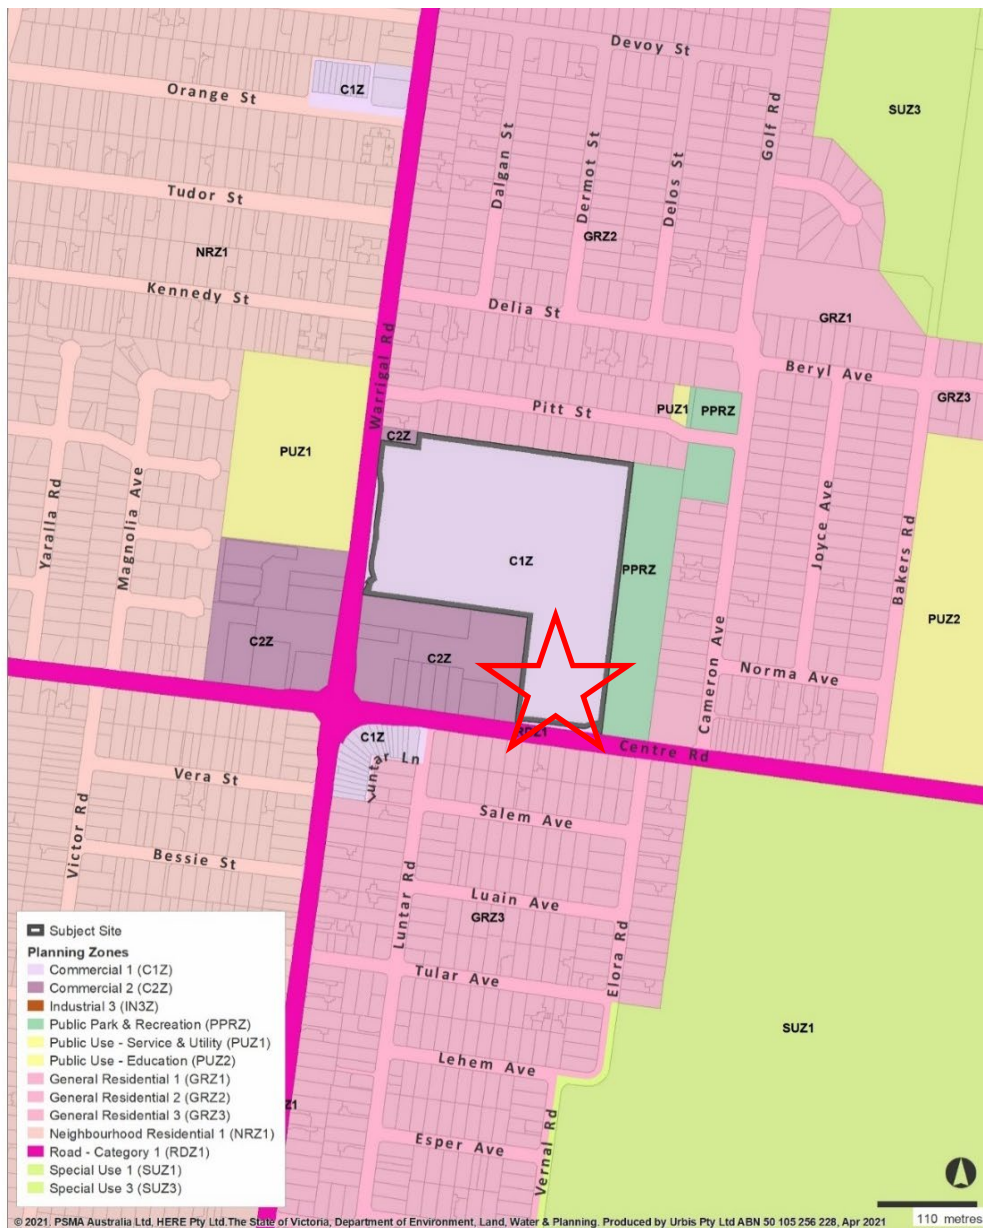 Devoy St
SUZ3
C1Z
Orange St
Golf Rd
Dalgan St
Dermot St
Delos St
Tudor St
GRZ2
NRZ1
Kennedy St
Delia St
GRZ1
Warrigal Rd
Beryl Ave
GRZ3
Pitt St
PUZ1
PPRZ
C2Z
PUZ1
Yaralla Rd
Magnolia Ave
C1Z
PPRZ
Joyce Ave
Bakers Rd
PUZ2
C2Z
C2Z
Cameron Ave
Norma Ave
RDZ1
C1Z
Centre Rd
Luntar Ln
Vera St
Salem Ave
Victor Rd
Bessie St
Luain Ave
GRZ3
Luntar Rd
Elora Rd
Tular Ave
SUZ1
Lehem Ave
Vernal Rd
Esper Ave
Subject Site
Planning Zones
Commercial 1 (C1Z)
Commercial 2 (C2Z)
Industrial 3 (IN3Z)
Public Park & Recreation (PPRZ)
Public Use - Service & Utility (PUZ1)
Public Use - Education (PUZ2)
General Residential 1 (GRZ1)
General Residential 2 (GRZ2)
General Residential 3 (GRZ3)
Neighbourhood Residential 1 (NRZ1)
Road - Category 1 (RDZ1)
Special Use 1 (SUZ1)
Special Use 3 (SUZ3)
110 metres
© 2021. PSMA Australia Ltd, HERE Pty Ltd.The State of Victoria, Department of Environment, Land, Water & Planning. Produced by Urbis Pty Ltd ABN 50 105 256 228, Apr 2021